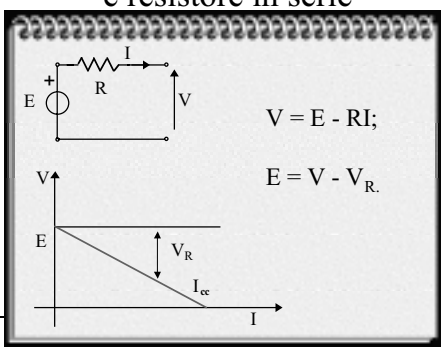 e resistore in serie
I
+
R
E
V
V = E - RI;
E = V - V_R.
V
E
V_R
I_cc
I